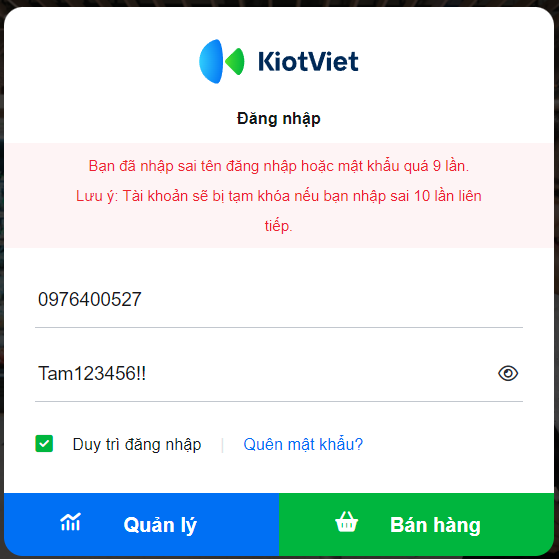 KiotViet
Đăng nhập
Bạn đã nhập sai tên đăng nhập hoặc mật khẩu quá 9 lần.
Lưu ý: Tài khoản sẽ bị tạm khóa nếu bạn nhập sai 10 lần liên
tiếp.
0976400527
Tam123456!!
Duy trì đăng nhập | Quên mật khẩu?
Quản lý Bán hàng